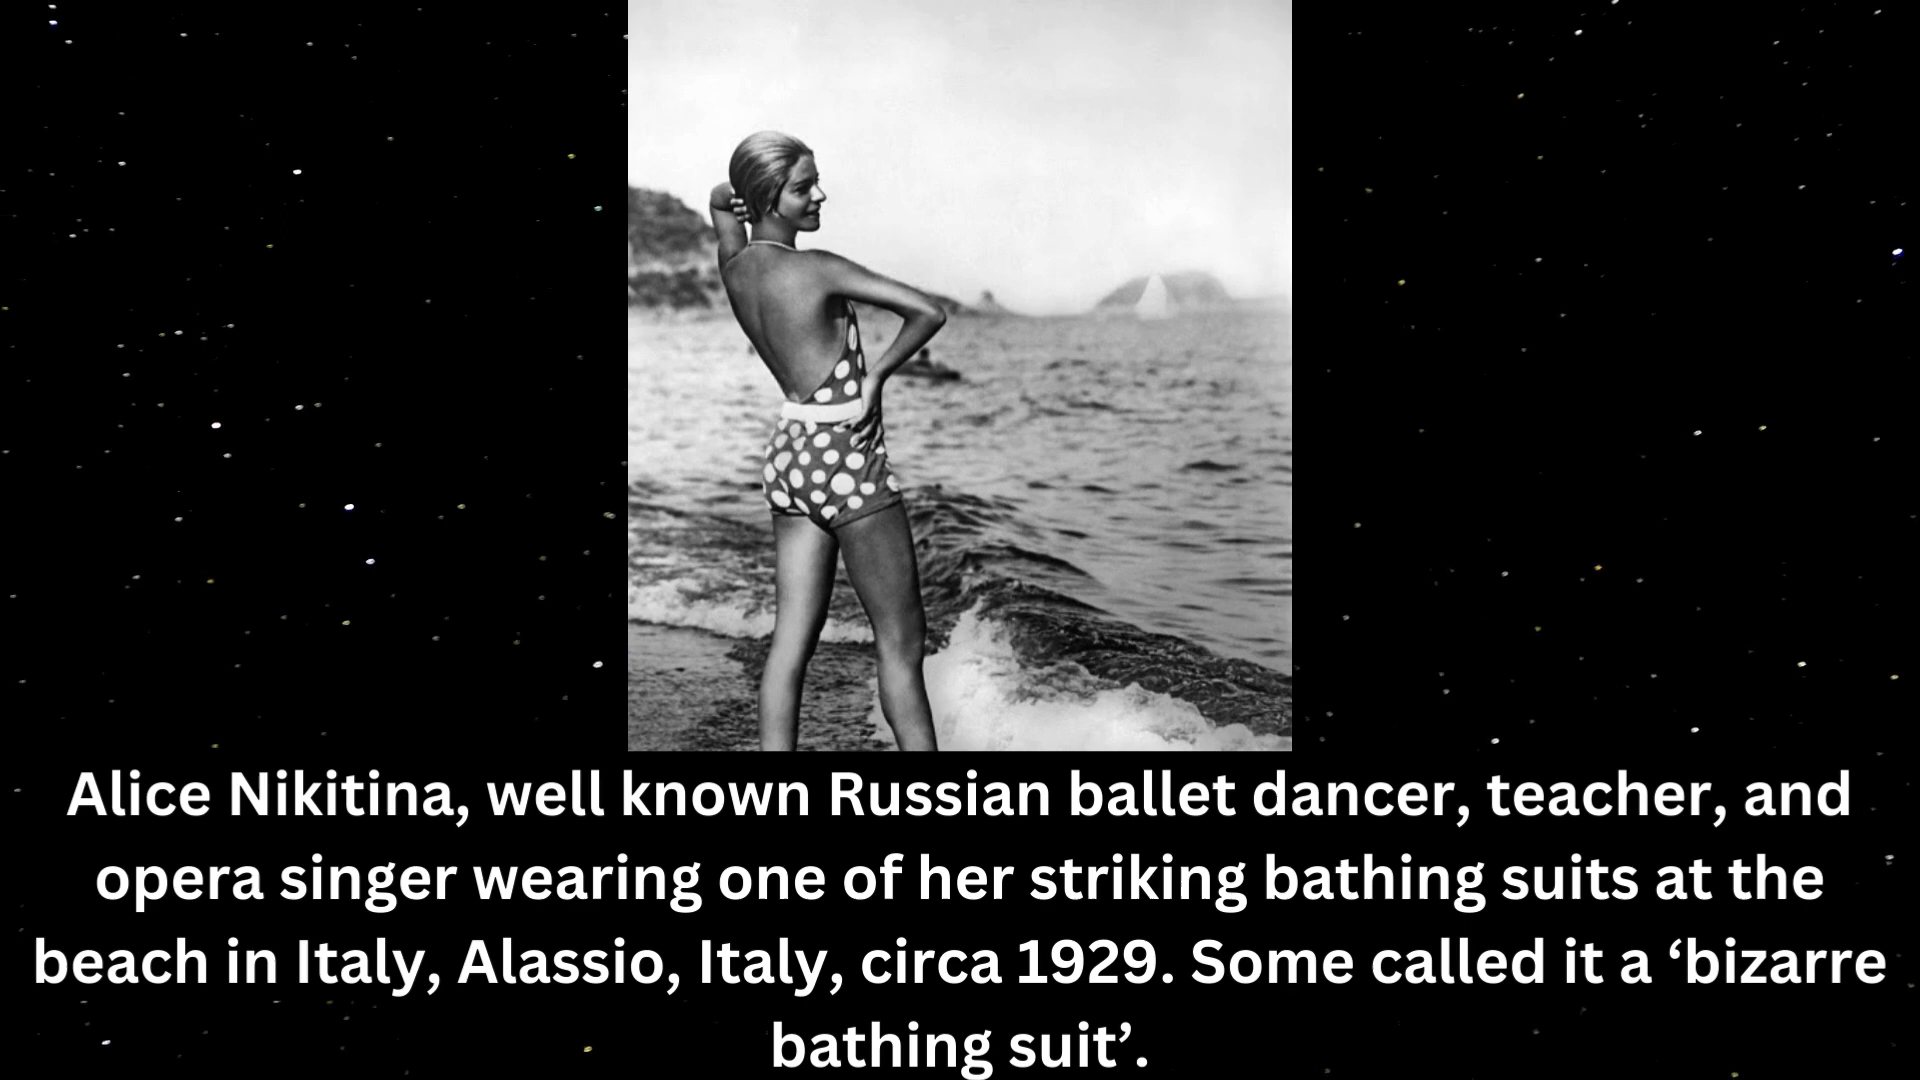 Alice Nikitina, well known Russian ballet dancer, teacher, and
opera singer wearing one of her striking bathing suits at the
beach in Italy, Alassio, Italy, circa 1929. Some called it a ‘bizarre
bathing suit’.